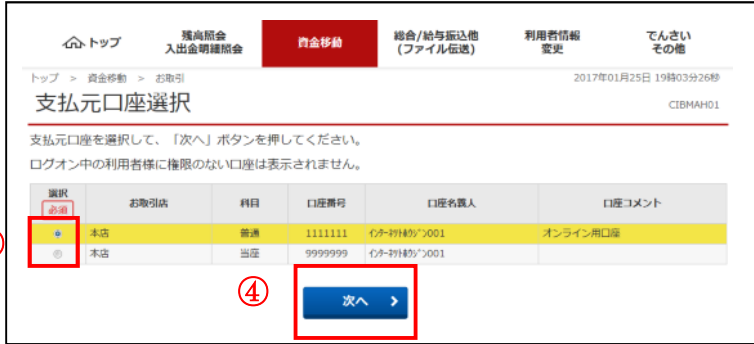 トップ
残高照会
入出金明細照会
資金移動
総合/給与振込他
(ファイル伝送)
利用者情報
変更
でんさい
その他
トップ > 資金移動 > お取引
2017年01月25日 19時03分26秒
支払元口座選択
CIBMAH01
支払元口座を選択して、「次へ」ボタンを押してください。
ログオン中の利用者様に権限のない口座は表示されません。
選択 必須 お取引店 科目 口座番号 口座名義人 口座コメント
本店 普通 1111111 インターネットホウジン001 オンライン用口座
本店 当座 9999999 インターネットホウジン001
④
次へ